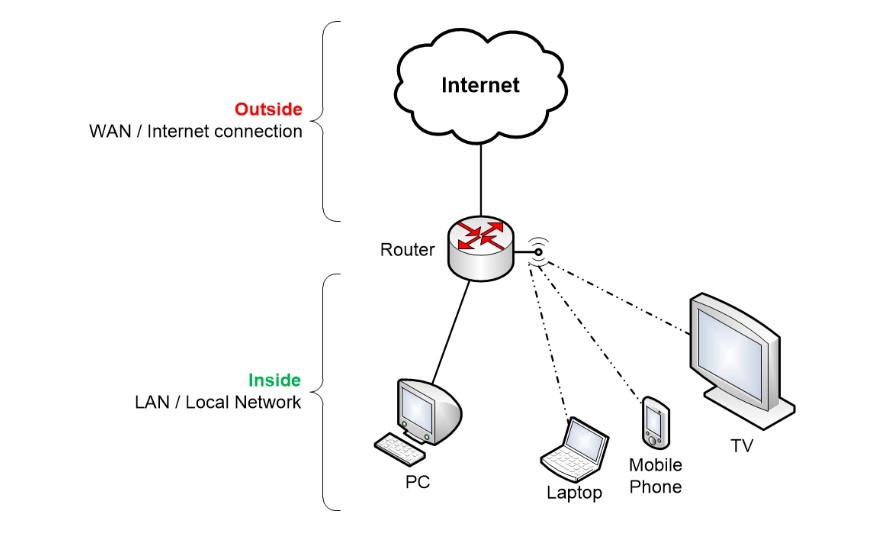 Internet
Outside
WAN / Internet connection
Router
Inside
LAN / Local Network
PC
Laptop
Mobile
Phone
TV